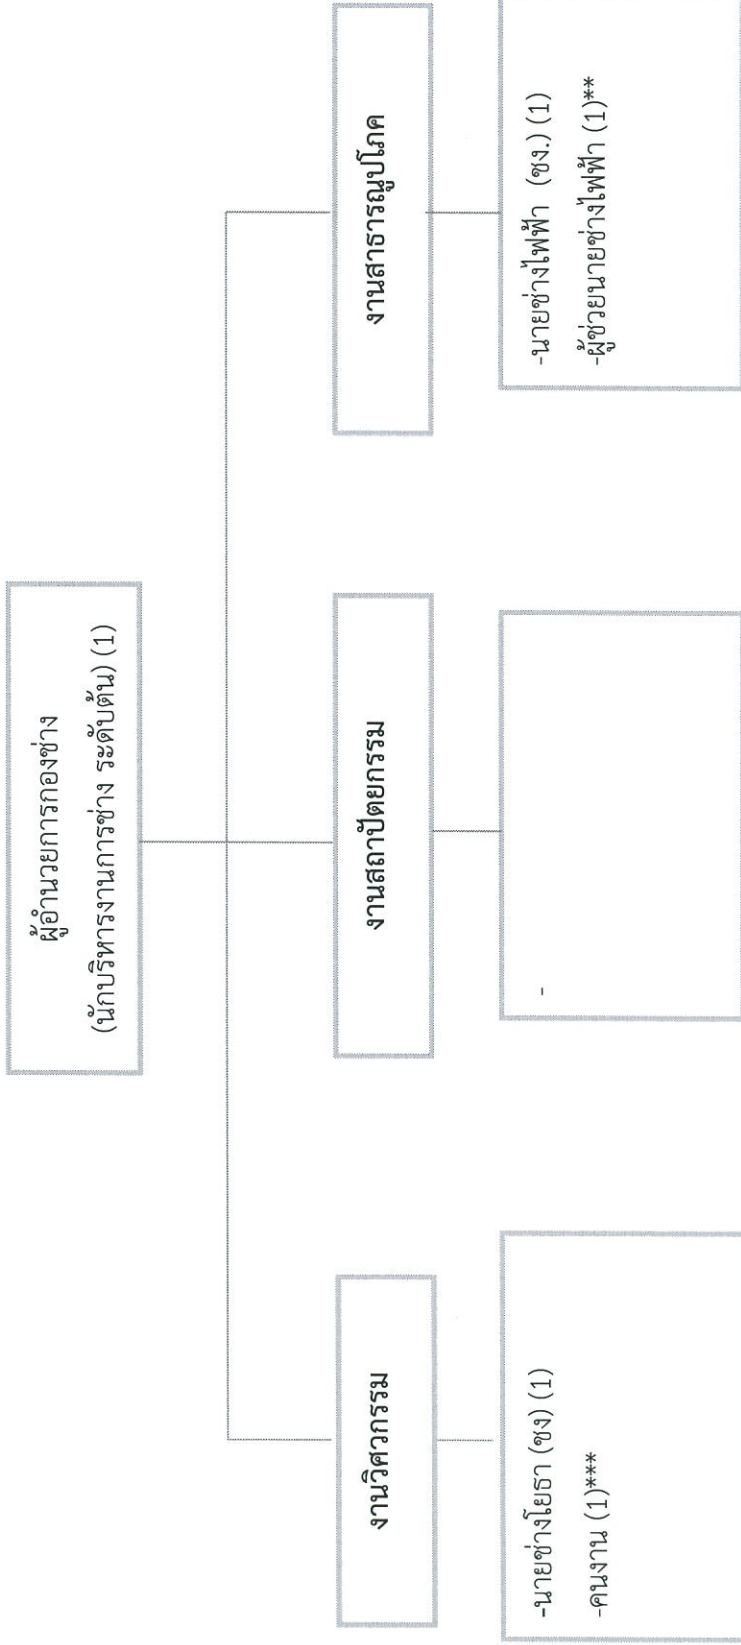 ผู้อำนวยการกองช่าง
(นักบริหารงานการช่าง ระดับต้น) (1)
งานวิศวกรรม
งานสถาปัตยกรรม
งานสาธารณูปโภค
-นายช่างโยธา (ชง) (1)
-คนงาน (1)***
-
-นายช่างไฟฟ้า (ชง.) (1)
-ผู้ช่วยนายช่างไฟฟ้า (1)**